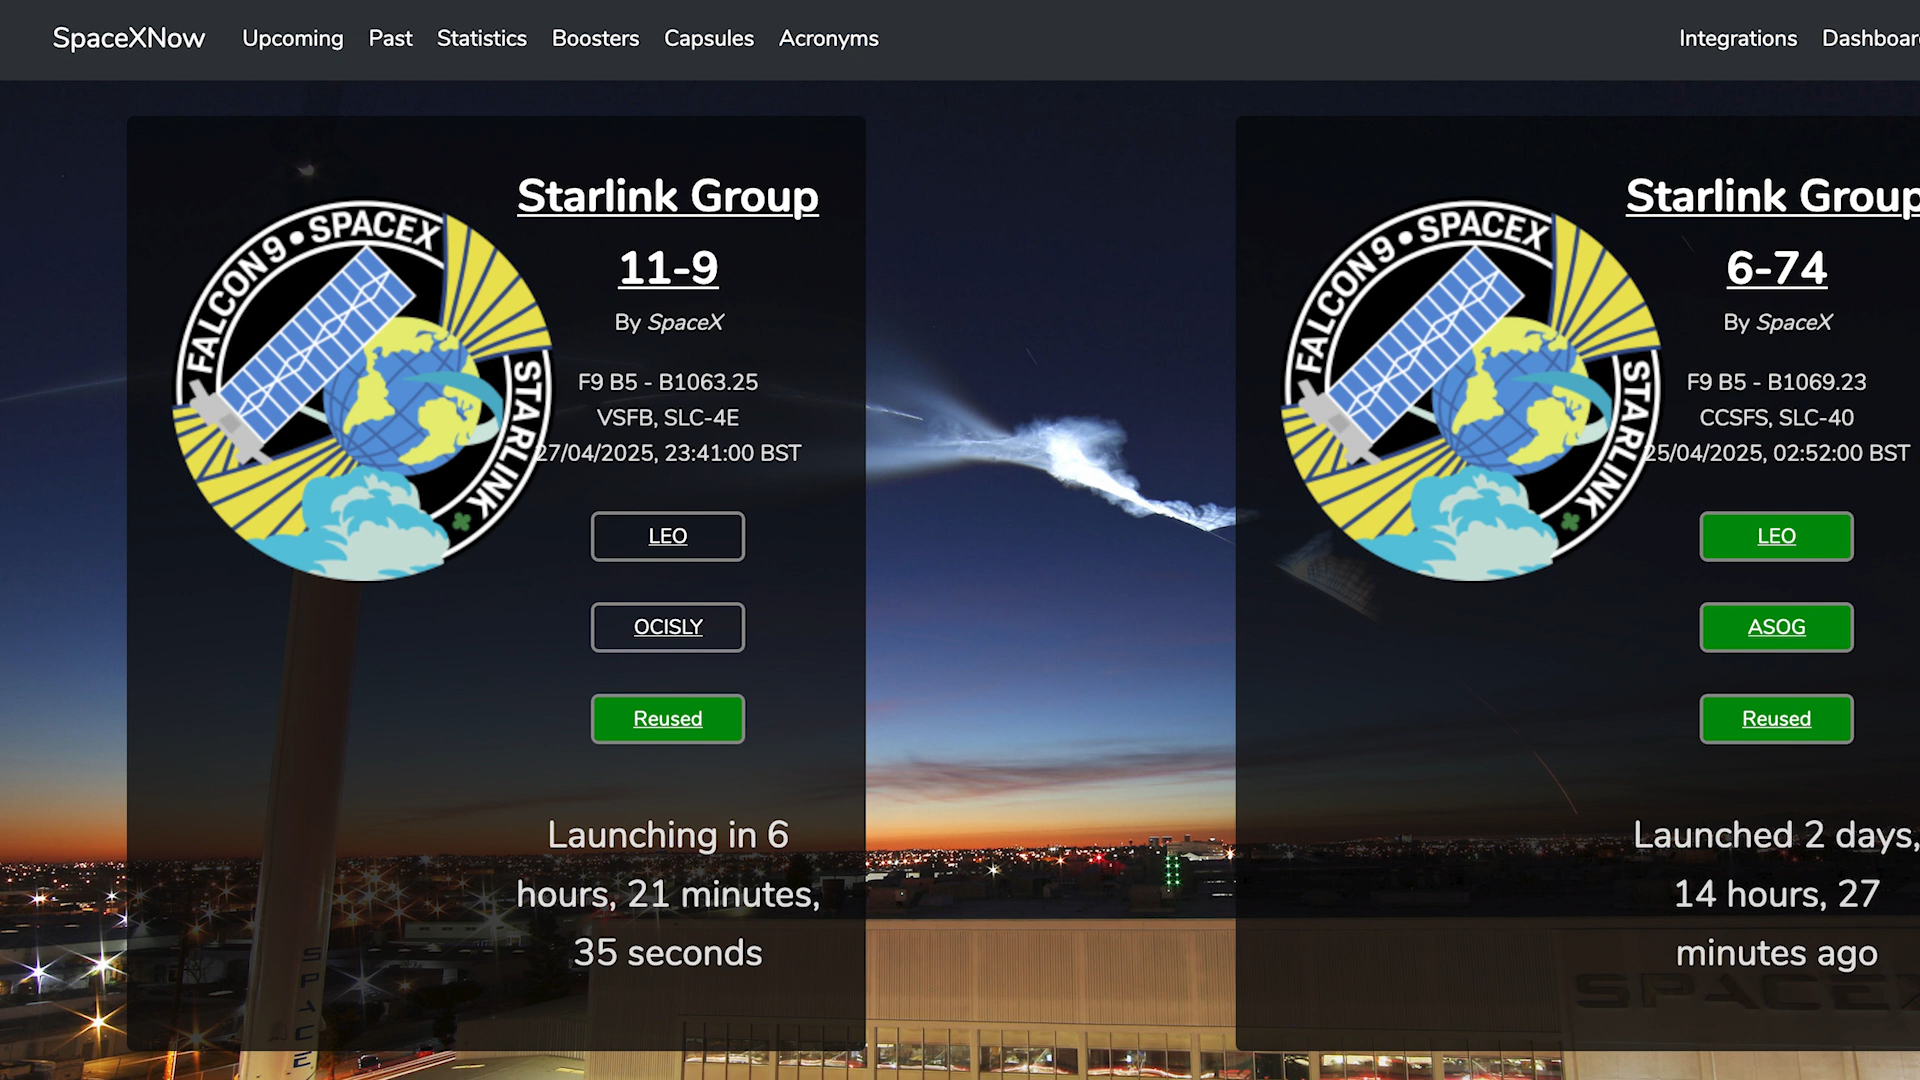 SpaceXNow Upcoming Past Statistics Boosters Capsules Acronyms Integrations
Starlink Group
11-9
By SpaceX
F9 B5 - B1063.25
VSFB, SLC-4E
27/04/2025, 23:41:00 BST
LEO
OCISLY
Reused
Launching in 6
hours, 21 minutes,
35 seconds
FALCON 9 • SPACEX
STARLINK
SPACE
Starlink Group
6-74
By SpaceX
F9 B5 - B1069.23
CCSFS, SLC-40
25/04/2025, 02:52:00 BST
LEO
ASOG
Reused
Launched 2 days,
14 hours, 27
minutes ago
FALCON 9 • SPACEX
STARLINK
SPACEX